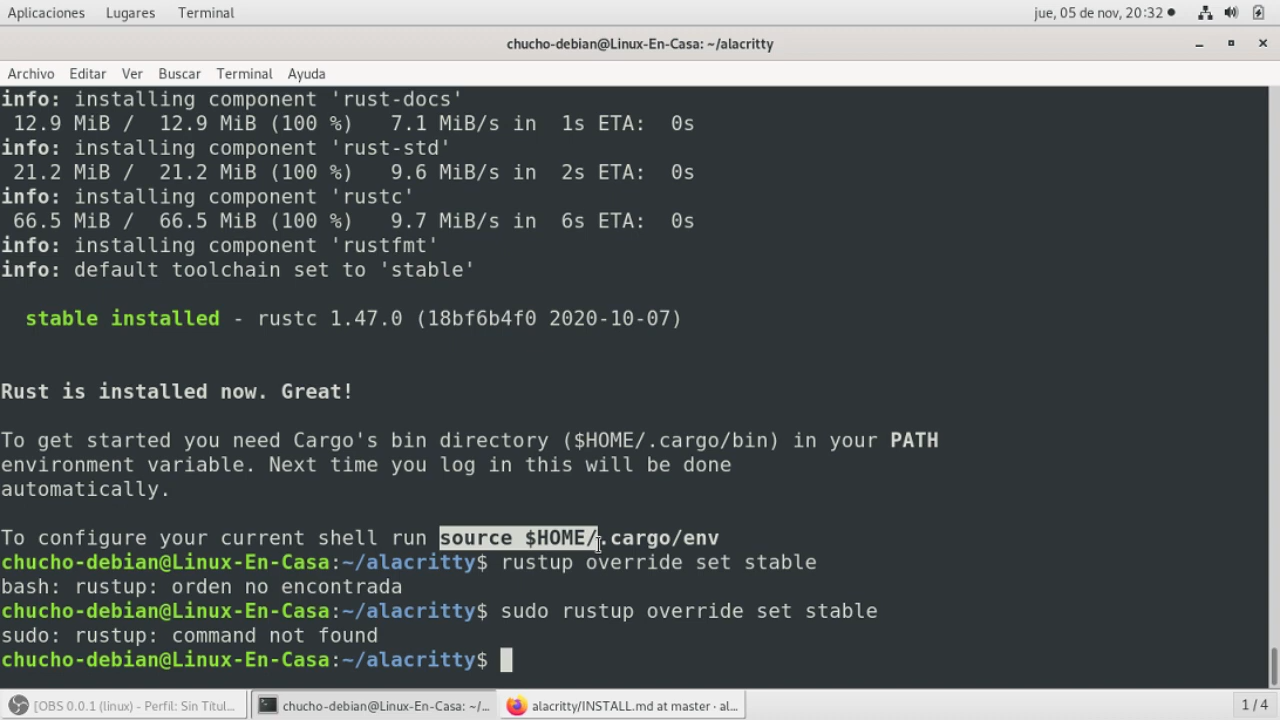 Aplicaciones Lugares Terminal jue, 05 de nov, 20:32
chucho-debian@Linux-En-Casa: ~/alacritty
Archivo Editar Ver Buscar Terminal Ayuda
info: installing component 'rust-docs'
12.9 MiB / 12.9 MiB (100 %) 7.1 MiB/s in 1s ETA: 0s
info: installing component 'rust-std'
21.2 MiB / 21.2 MiB (100 %) 9.6 MiB/s in 2s ETA: 0s
info: installing component 'rustc'
66.5 MiB / 66.5 MiB (100 %) 9.7 MiB/s in 6s ETA: 0s
info: installing component 'rustfmt'
info: default toolchain set to 'stable'
stable installed - rustc 1.47.0 (18bf6b4f0 2020-10-07)
Rust is installed now. Great!
To get started you need Cargo's bin directory ($HOME/.cargo/bin) in your PATH
environment variable. Next time you log in this will be done
automatically.
To configure your current shell run source $HOME/.cargo/env
chucho-debian@Linux-En-Casa:~/alacritty$ rustup override set stable
bash: rustup: orden no encontrada
chucho-debian@Linux-En-Casa:~/alacritty$ sudo rustup override set stable
sudo: rustup: command not found
chucho-debian@Linux-En-Casa:~/alacritty$
[OBS 0.0.1 (linux) - Perfil: Sin Títul... chucho-debian@Linux-En-Casa: ~/... alacritty/INSTALL.md at master · al... 1 / 4